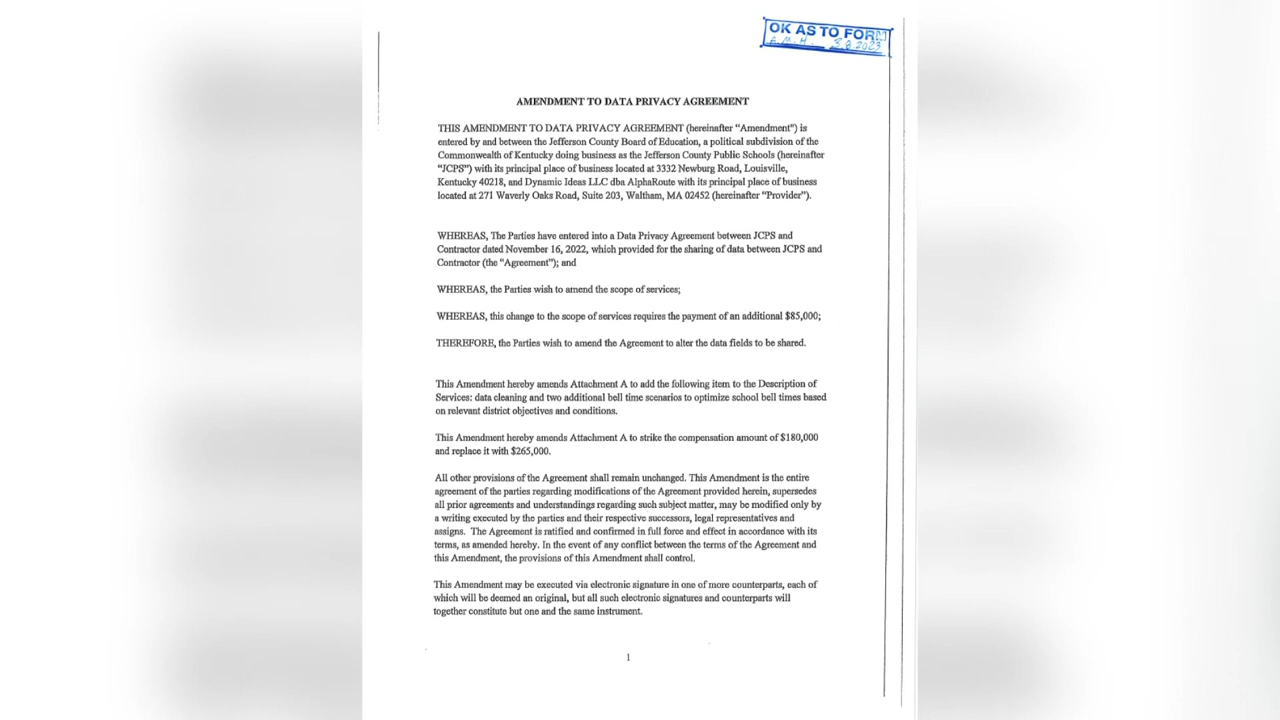 OK AS TO FORM
A.M.H. 3.8.2023
AMENDMENT TO DATA PRIVACY AGREEMENT
THIS AMENDMENT TO DATA PRIVACY AGREEMENT (hereinafter “Amendment”) is
entered by and between the Jefferson County Board of Education, a political subdivision of the
Commonwealth of Kentucky doing business as the Jefferson County Public Schools (hereinafter
“JCPS”) with its principal place of business located at 3332 Newburg Road, Louisville,
Kentucky 40218, and Dynamic Ideas LLC dba AlphaRoute with its principal place of business
located at 271 Waverly Oaks Road, Suite 203, Waltham, MA 02452 (hereinafter “Provider”).
WHEREAS, The Parties have entered into a Data Privacy Agreement between JCPS and
Contractor dated November 16, 2022, which provided for the sharing of data between JCPS and
Contractor (the “Agreement”); and
WHEREAS, the Parties wish to amend the scope of services;
WHEREAS, this change to the scope of services requires the payment of an additional $85,000;
THEREFORE, the Parties wish to amend the Agreement to alter the data fields to be shared.
This Amendment hereby amends Attachment A to add the following item to the Description of
Services: data cleaning and two additional bell time scenarios to optimize school bell times based
on relevant district objectives and conditions.
This Amendment hereby amends Attachment A to strike the compensation amount of $180,000
and replace it with $265,000.
All other provisions of the Agreement shall remain unchanged. This Amendment is the entire
agreement of the parties regarding modifications of the Agreement provided herein, supersedes
all prior agreements and understandings regarding such subject matter, may be modified only by
a writing executed by the parties and their respective successors, legal representatives and
assigns. The Agreement is ratified and confirmed in full force and effect in accordance with its
terms, as amended hereby. In the event of any conflict between the terms of the Agreement and
this Amendment, the provisions of this Amendment shall control.
This Amendment may be executed via electronic signature in one of more counterparts, each of
which will be deemed an original, but all such electronic signatures and counterparts will
together constitute but one and the same instrument.
1